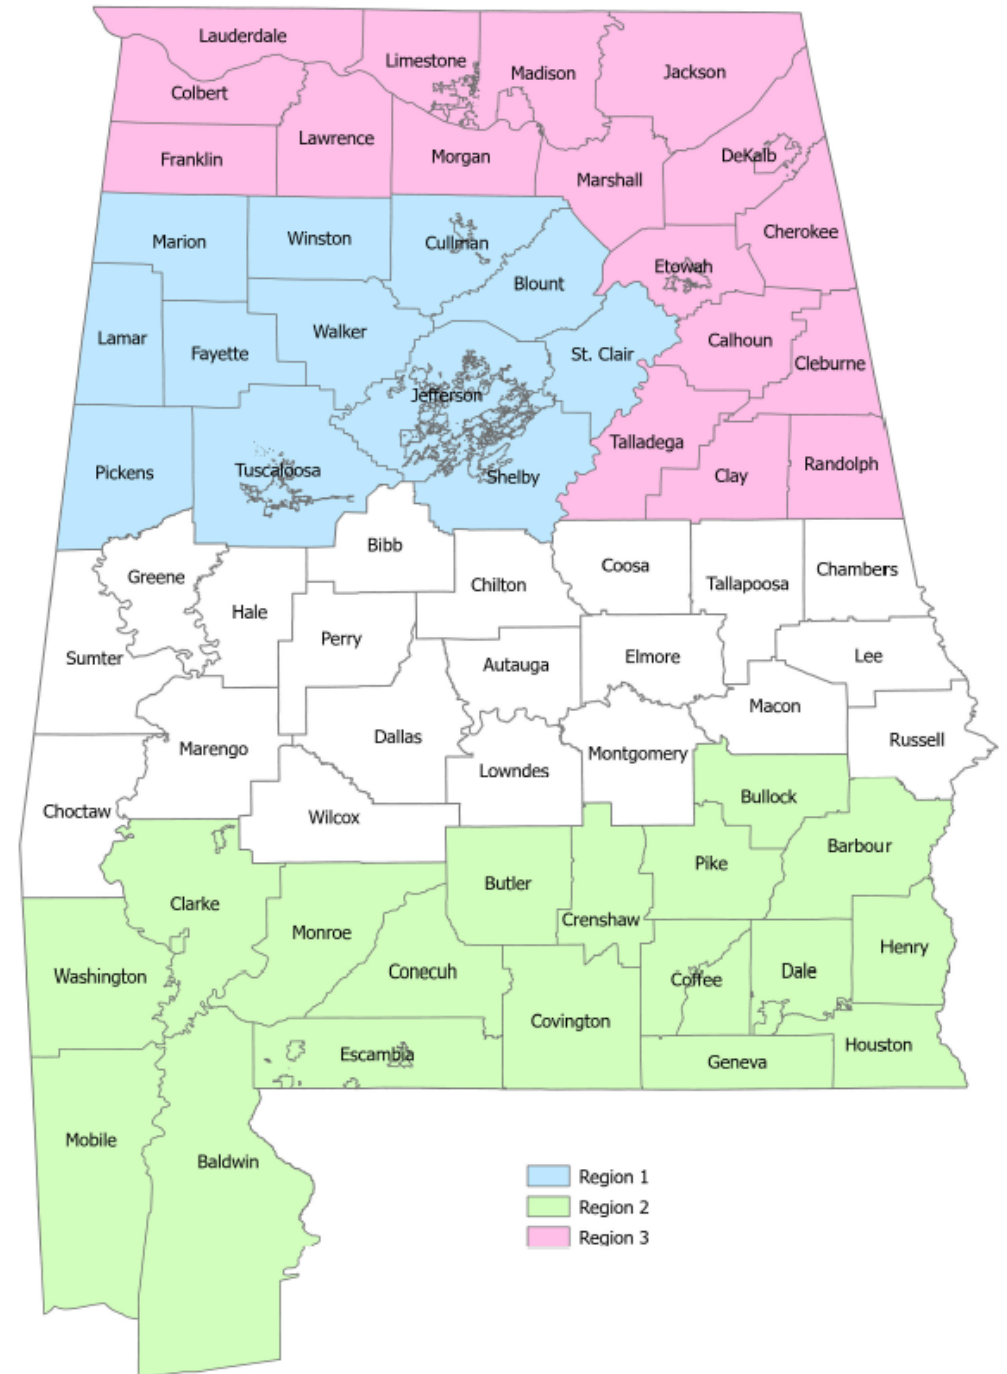 Lauderdale
Limestone
Madison
Jackson
Colbert
Lawrence
Franklin
Morgan
DeKalb
Marshall
Cherokee
Marion
Winston
Cullman
Etowah
Blount
Lamar
Walker
Fayette
St. Clair
Calhoun
Cleburne
Jefferson
Talladega
Randolph
Pickens
Tuscaloosa
Shelby
Clay
Bibb
Greene
Coosa
Chambers
Chilton
Tallapoosa
Hale
Perry
Sumter
Autauga
Elmore
Lee
Macon
Dallas
Russell
Marengo
Montgomery
Lowndes
Bullock
Choctaw
Wilcox
Barbour
Pike
Butler
Clarke
Crenshaw
Monroe
Henry
Washington
Conecuh
Coffee
Dale
Covington
Houston
Escambia
Geneva
Mobile
Baldwin
Region 1
Region 2
Region 3